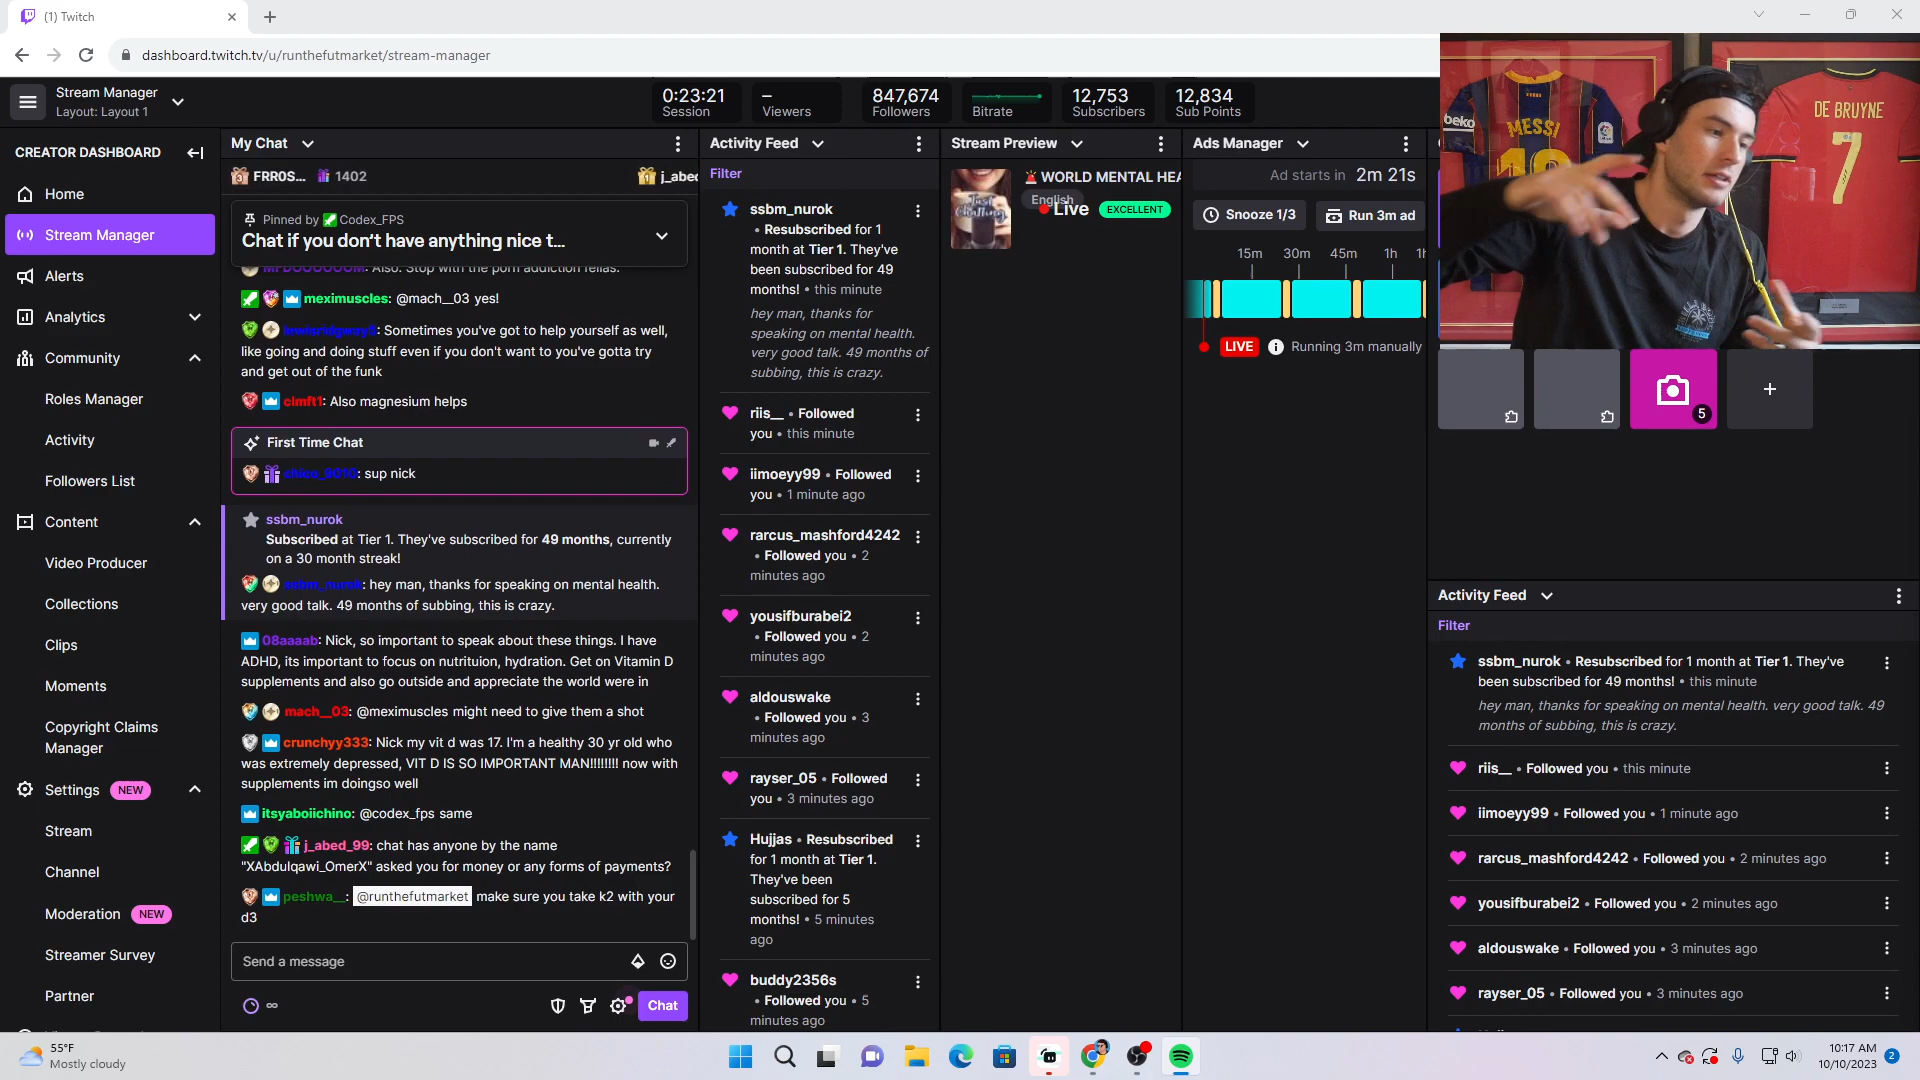 (1) Twitch
dashboard.twitch.tv/u/runthefutmarket/stream-manager
Stream Manager
Layout: Layout 1
0:23:21
Session
–
Viewers
847,674
Followers
Bitrate
12,753
Subscribers
12,834
Sub Points
CREATOR DASHBOARD
Home
Stream Manager
Alerts
Analytics
Community
Roles Manager
Activity
Followers List
Content
Video Producer
Collections
Clips
Moments
Copyright Claims
Manager
Settings NEW
Stream
Channel
Moderation NEW
Streamer Survey
Partner
My Chat
FRR0S... 1402
j_abed
Pinned by Codex_FPS
Chat if you don't have anything nice t...
Also. Stop with the porn addiction fellas.
meximuscles: @mach__03 yes!
: Sometimes you've got to help yourself as well,
like going and doing stuff even if you don't want to you've gotta try
and get out of the funk
clmft1: Also magnesium helps
First Time Chat
: sup nick
ssbm_nurok
Subscribed at Tier 1. They've subscribed for 49 months, currently
on a 30 month streak!
ssbm_nurok: hey man, thanks for speaking on mental health.
very good talk. 49 months of subbing, this is crazy.
08aaaab: Nick, so important to speak about these things. I have
ADHD, its important to focus on nutrituion, hydration. Get on Vitamin D
supplements and also go outside and appreciate the world were in
mach__03: @meximuscles might need to give them a shot
crunchyy333: Nick my vit d was 17. I'm a healthy 30 yr old who
was extremely depressed, VIT D IS SO IMPORTANT MAN!!!!!!!! now with
supplements im doingso well
itsyaboiichino: @codex_fps same
j_abed_99: chat has anyone by the name
"XAbdulqawi_OmerX" asked you for money or any forms of payments?
peshwa__: @runthefutmarket make sure you take k2 with your
d3
Send a message
Chat
Activity Feed
Filter
ssbm_nurok
• Resubscribed for 1
month at Tier 1. They've
been subscribed for 49
months! • this minute
hey man, thanks for
speaking on mental health.
very good talk. 49 months of
subbing, this is crazy.
riis__ • Followed
you • this minute
iimoeyy99 • Followed
you • 1 minute ago
rarcus_mashford4242
• Followed you • 2
minutes ago
yousifburabei2
• Followed you • 2
minutes ago
aldouswake
• Followed you • 3
minutes ago
rayser_05 • Followed
you • 3 minutes ago
Hujjas • Resubscribed
for 1 month at Tier 1.
They've been
subscribed for 5
months! • 5 minutes
ago
buddy2356s
• Followed you • 5
minutes ago
Stream Preview
Just
Chatting
WORLD MENTAL HEA
English
Live EXCELLENT
Ads Manager
Ad starts in 2m 21s
Snooze 1/3
Run 3m ad
15m 30m 45m 1h 1h
LIVE Running 3m manually
beko
MESSI
10
DE BRUYNE
7
5
Activity Feed
Filter
ssbm_nurok • Resubscribed for 1 month at Tier 1. They've
been subscribed for 49 months! • this minute
hey man, thanks for speaking on mental health. very good talk. 49
months of subbing, this is crazy.
riis__ • Followed you • this minute
iimoeyy99 • Followed you • 1 minute ago
rarcus_mashford4242 • Followed you • 2 minutes ago
yousifburabei2 • Followed you • 2 minutes ago
aldouswake • Followed you • 3 minutes ago
rayser_05 • Followed you • 3 minutes ago
55°F
Mostly cloudy
10:17 AM
10/10/2023
2